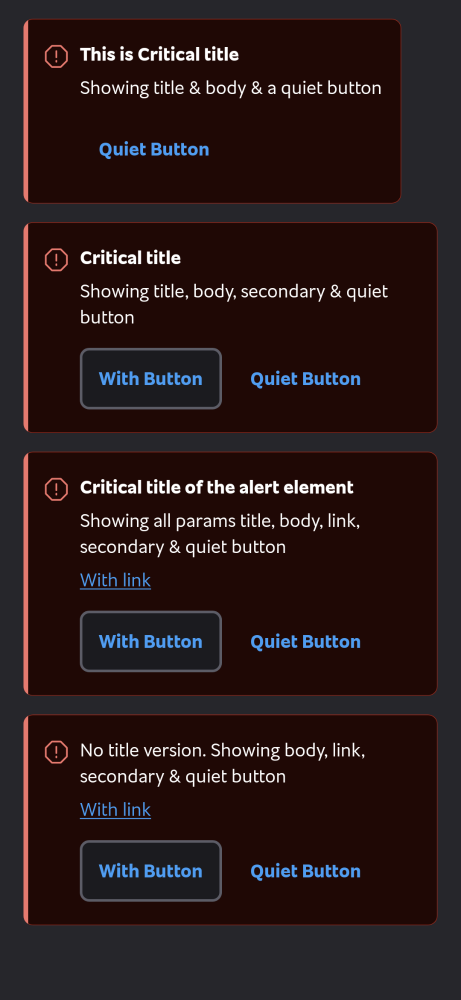 This is Critical title
Showing title & body & a quiet button
Quiet Button
Critical title
Showing title, body, secondary & quiet
button
With Button Quiet Button
Critical title of the alert element
Showing all params title, body, link,
secondary & quiet button
With link
With Button Quiet Button
No title version. Showing body, link,
secondary & quiet button
With link
With Button Quiet Button